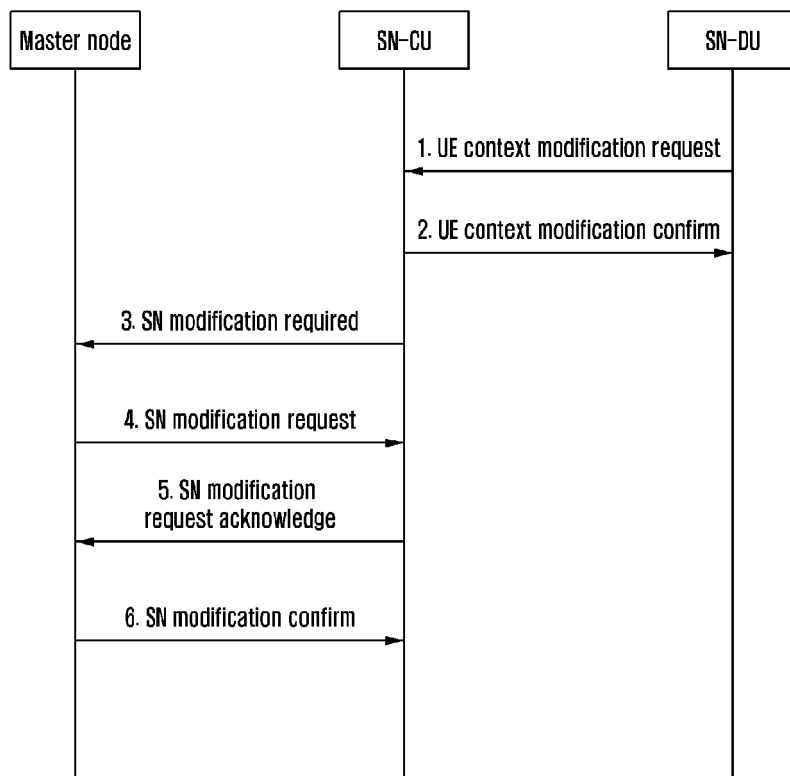 Master node
SN-CU
SN-DU
1. UE context modification request
2. UE context modification confirm
3. SN modification required
4. SN modification request
5. SN modification
request acknowledge
6. SN modification confirm